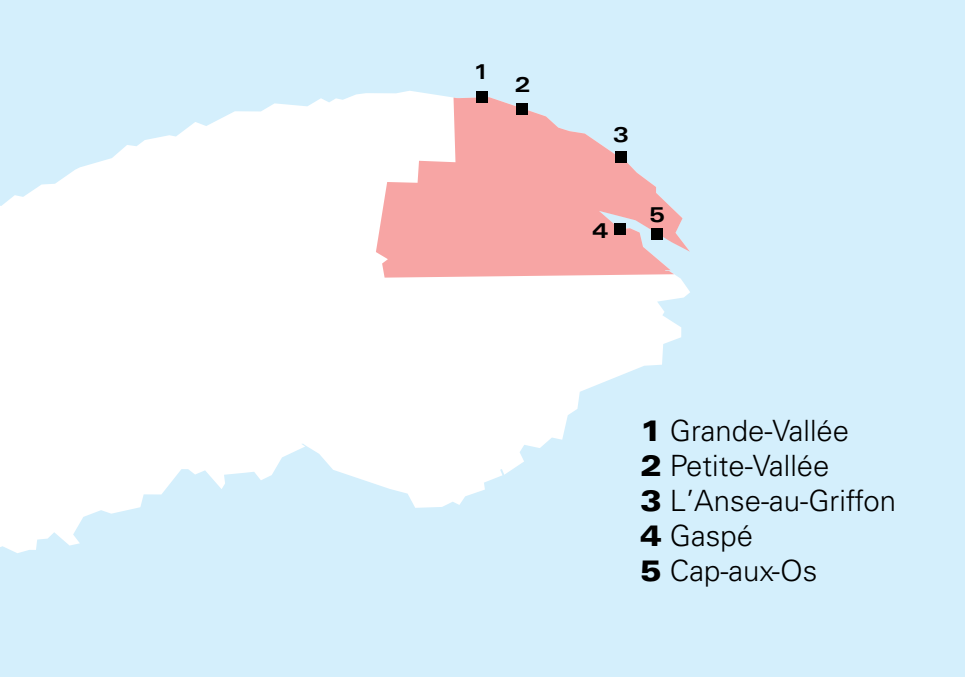 1
2
3
4
5
1 Grande-Vallée
2 Petite-Vallée
3 L'Anse-au-Griffon
4 Gaspé
5 Cap-aux-Os